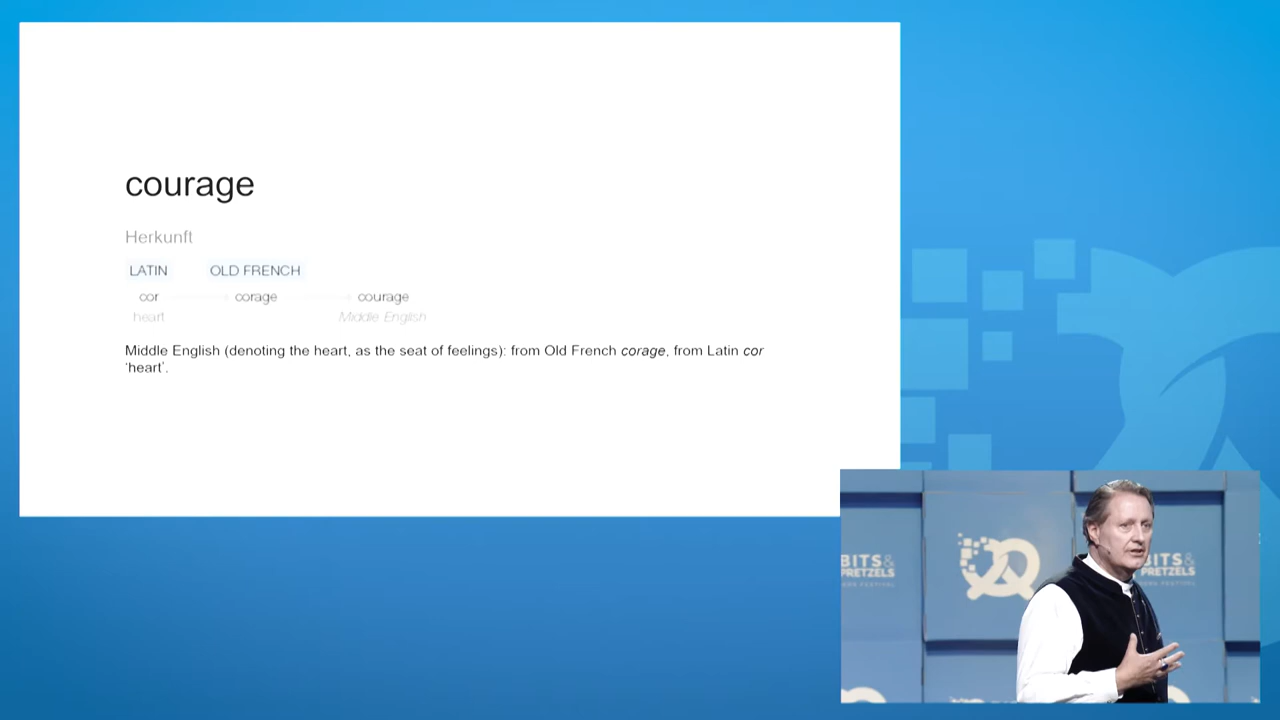 courage
Herkunft
LATIN OLD FRENCH
cor corage courage
heart Middle English
Middle English (denoting the heart, as the seat of feelings): from Old French corage, from Latin cor
‘heart’.
BITS&
PRETZELS
BITS&
PRETZELS